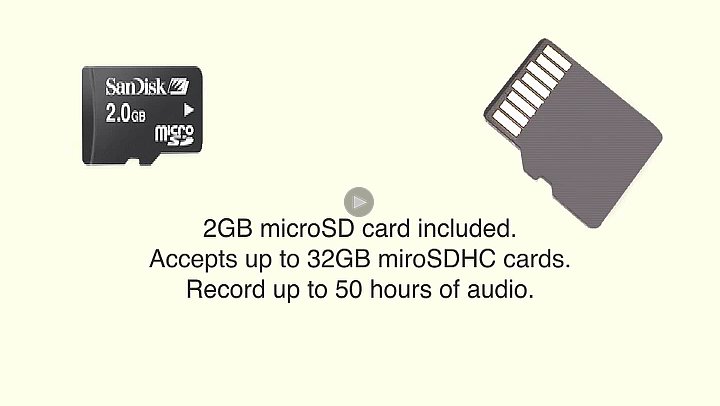 SanDisk
2.0GB
micro
SD
2GB microSD card included.
Accepts up to 32GB miroSDHC cards.
Record up to 50 hours of audio.